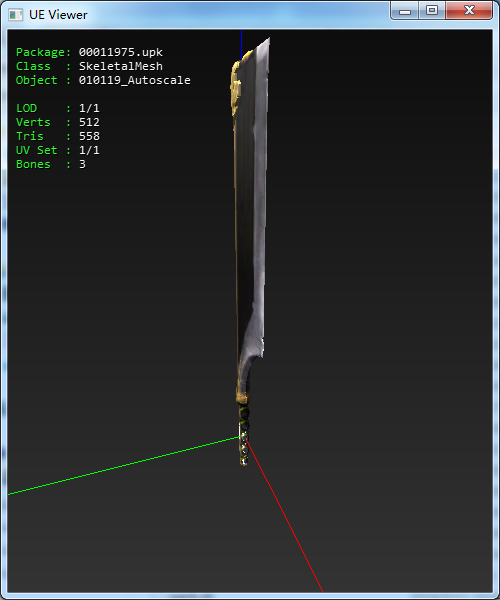 UE Viewer
Package: 00011975.upk
Class : SkeletalMesh
Object : 010119_Autoscale
LOD : 1/1
Verts : 512
Tris : 558
UV Set : 1/1
Bones : 3